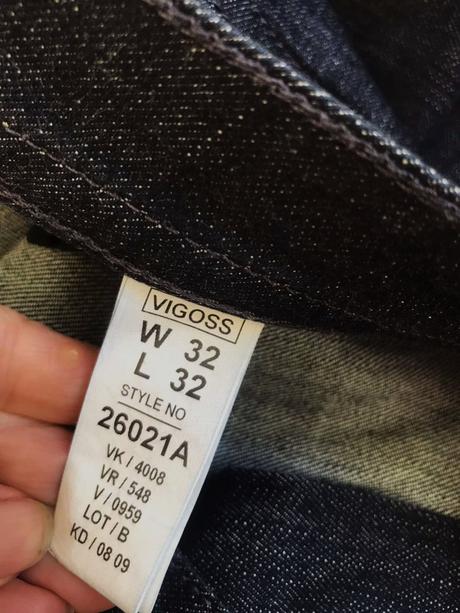 VIGOSS
W 32
L 32
STYLE NO
26021A
VK / 4008
VR / 548
V / 0959
LOT / B
KD / 08 09